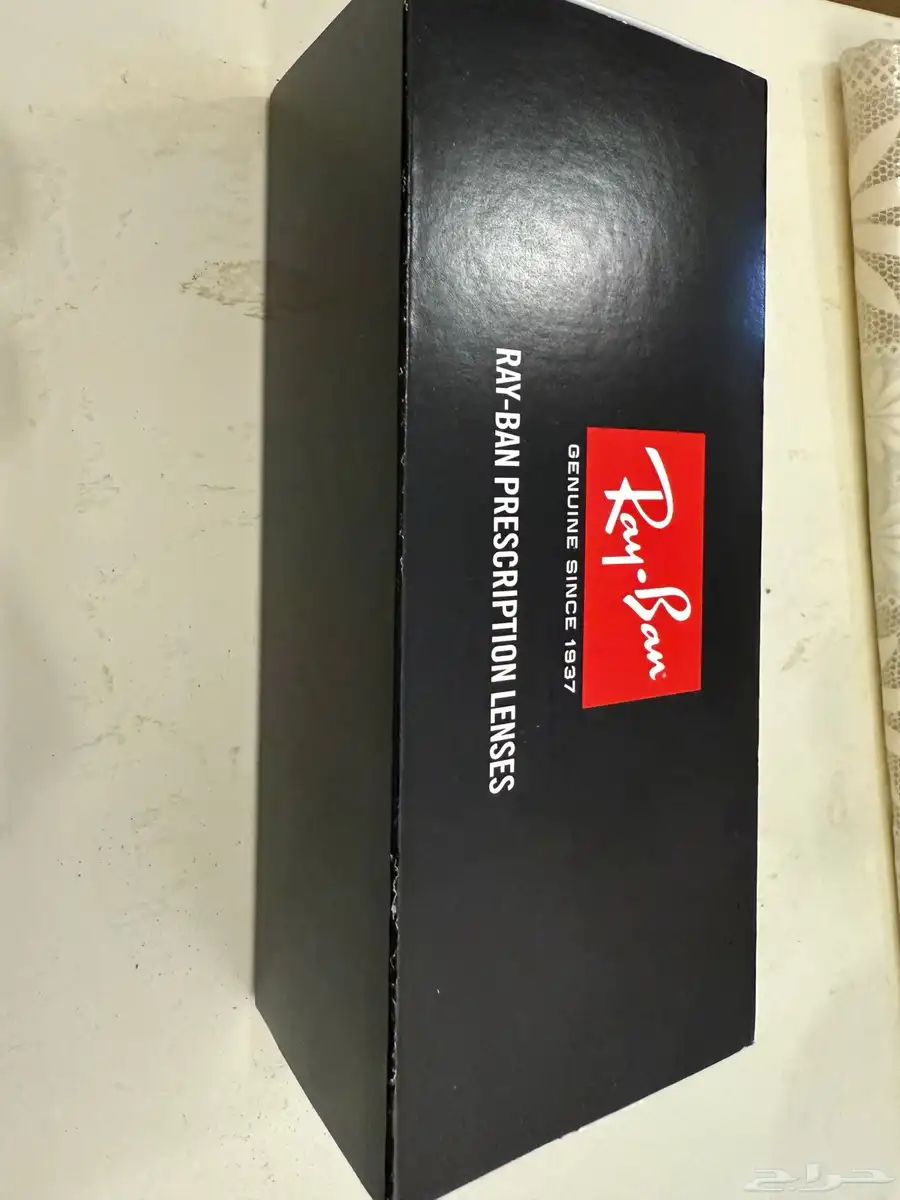 Ray-Ban
GENUINE SINCE 1937
RAY-BAN PRESCRIPTION LENSES
حراج